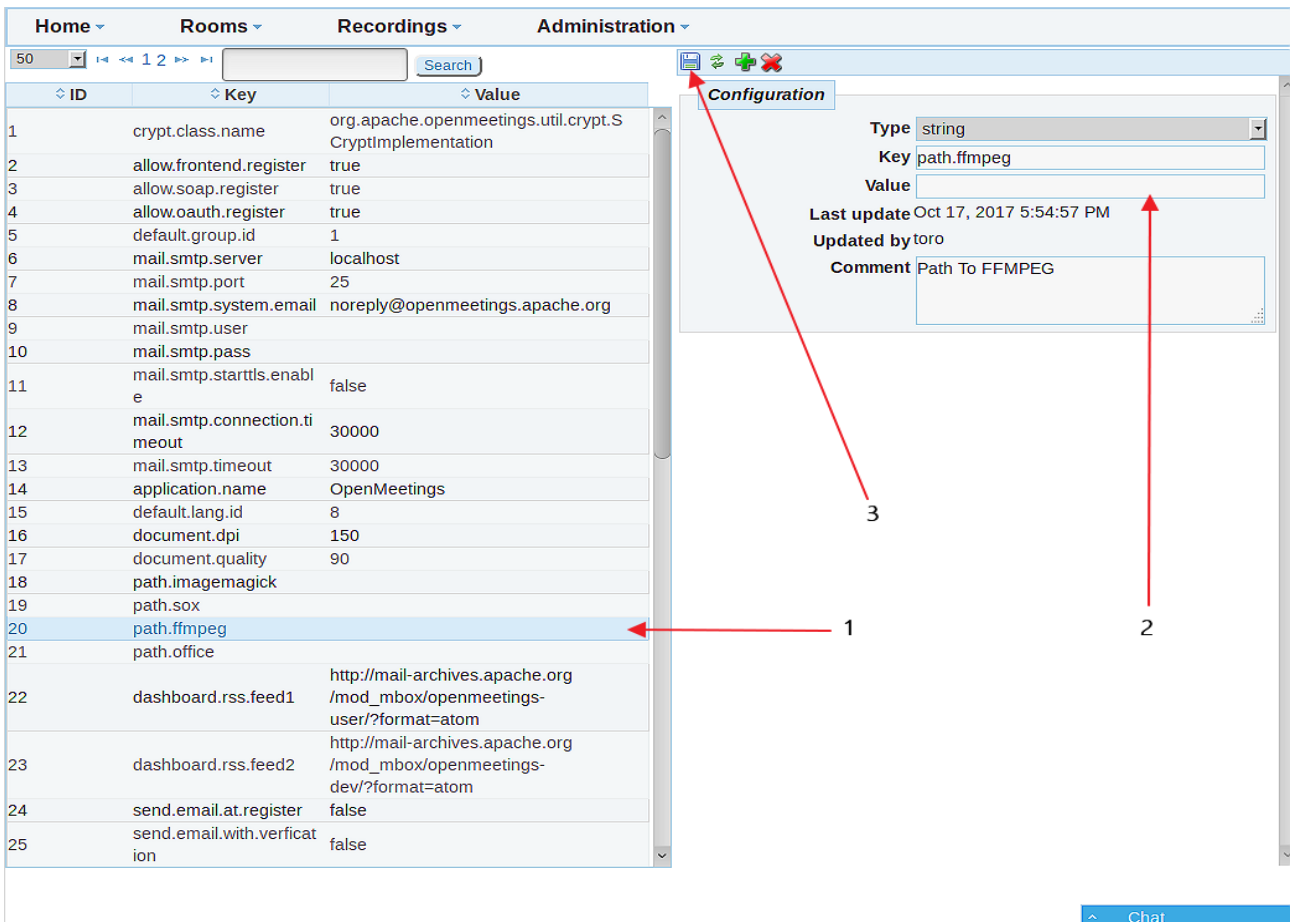 Home Rooms Recordings Administration
50 1 2 Search
ID Key Value
1 crypt.class.name org.apache.openmeetings.util.crypt.S
CryptImplementation
2 allow.frontend.register true
3 allow.soap.register true
4 allow.oauth.register true
5 default.group.id 1
6 mail.smtp.server localhost
7 mail.smtp.port 25
8 mail.smtp.system.email noreply@openmeetings.apache.org
9 mail.smtp.user
10 mail.smtp.pass
11 mail.smtp.starttls.enabl false
e
12 mail.smtp.connection.ti 30000
meout
13 mail.smtp.timeout 30000
14 application.name OpenMeetings
15 default.lang.id 8
16 document.dpi 150
17 document.quality 90
18 path.imagemagick
19 path.sox
20 path.ffmpeg
21 path.office
22 dashboard.rss.feed1 http://mail-archives.apache.org
/mod_mbox/openmeetings-
user/?format=atom
23 dashboard.rss.feed2 http://mail-archives.apache.org
/mod_mbox/openmeetings-
dev/?format=atom
24 send.email.at.register false
25 send.email.with.verficat false
ion
Configuration
Type string
Key path.ffmpeg
Value
Last update Oct 17, 2017 5:54:57 PM
Updated by toro
Comment Path To FFMPEG
3
1
2
Chat